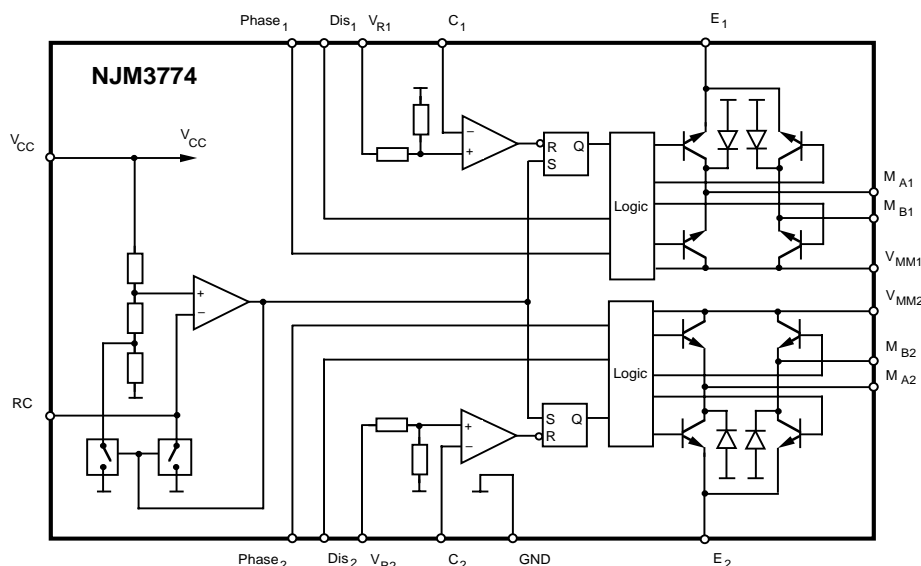 Phase1 Dis1 VR1 C1 E1
NJM3774
VCC VCC
− + R Q S
Logic
MA1
MB1
VMM1
+ −
VMM2
MB2
Logic
MA2
RC
S Q R
+ −
Phase2 Dis2 VR2 C2 GND E2